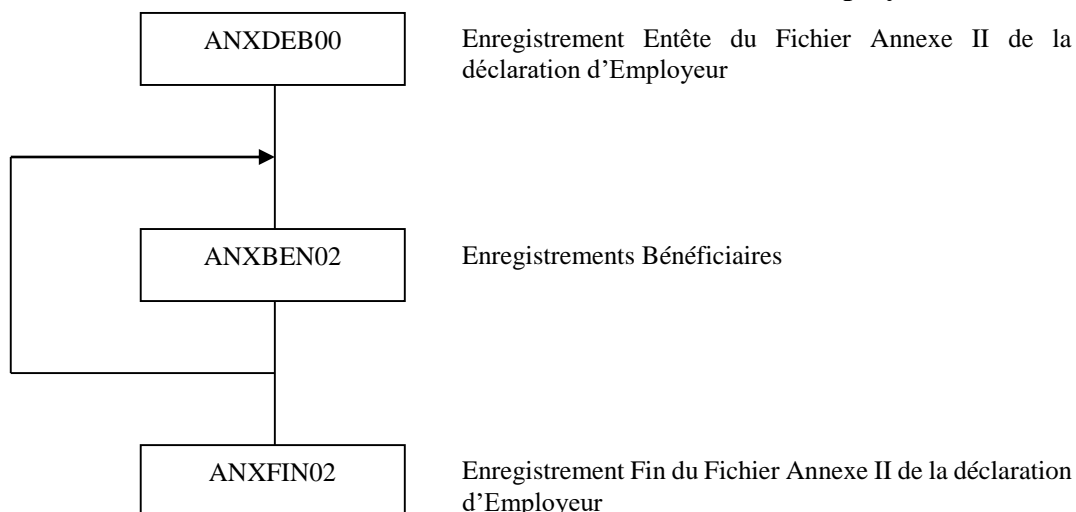 ANXDEB00
Enregistrement Entête du Fichier Annexe II de la
déclaration d’Employeur
ANXBEN02
Enregistrements Bénéficiaires
ANXFIN02
Enregistrement Fin du Fichier Annexe II de la déclaration
d’Employeur